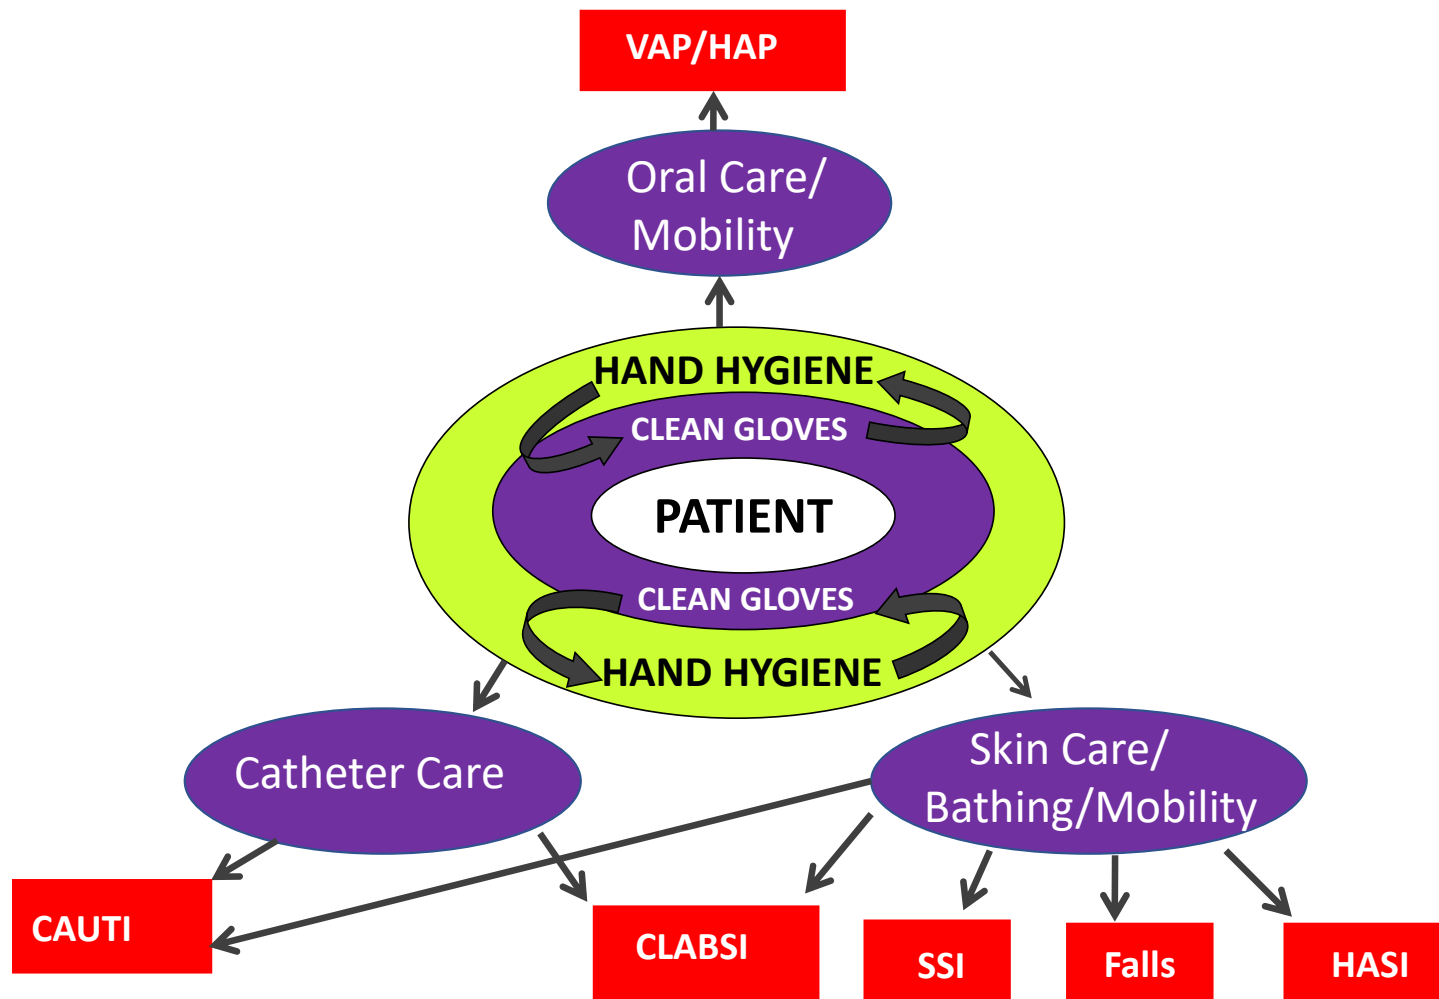 VAP/HAP
Oral Care/
Mobility
HAND HYGIENE
CLEAN GLOVES
PATIENT
CLEAN GLOVES
HAND HYGIENE
Catheter Care
Skin Care/
Bathing/Mobility
CAUTI
CLABSI
SSI
Falls
HASI